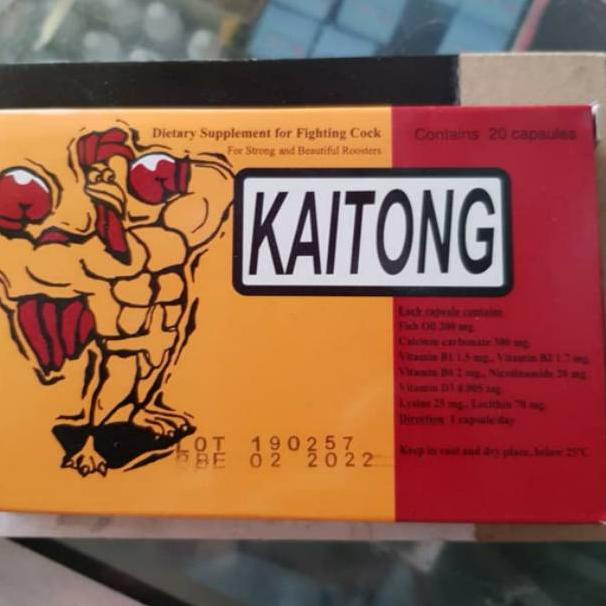 Dietary Supplement for Fighting Cock
For Strong and Beautiful Roosters
Contains 20 capsules
KAITONG
Each capsule contains
Fish Oil 200 mg.
Calcium carbonate 300 mg.
Vitamin B1 1.5 mg., Vitamin B2 1.7 mg.
Vitamin B6 2 mg., Nicotinamide 20 mg.
Vitamin D3 0.005 mg.
Lysine 25 mg., Lecithin 70 mg.
Direction 1 capsule/day
Keep in cool and dry place, below 25°C
LOT 190257
BBE 02 2022